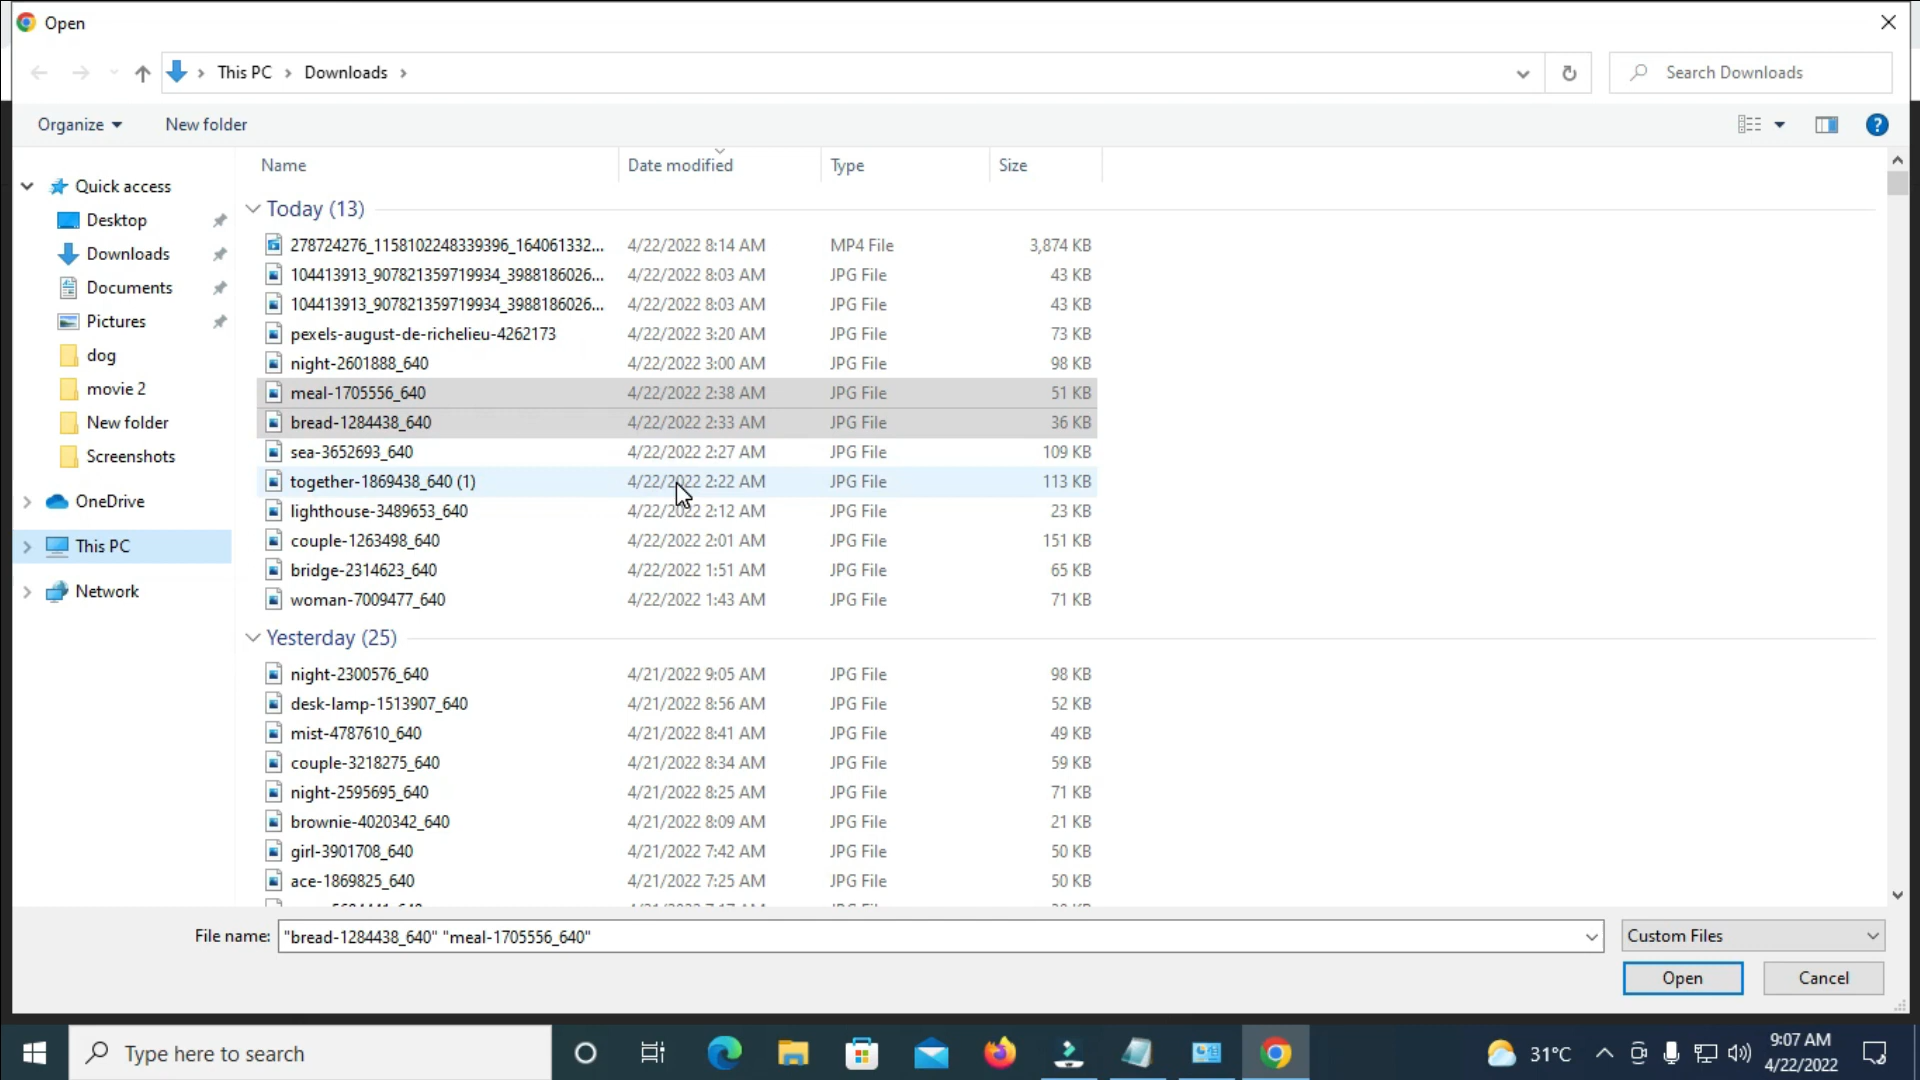 Open
This PC Downloads
Search Downloads
Organize New folder
Name Date modified Type Size
Quick access
Desktop
Downloads
Documents
Pictures
dog
movie 2
New folder
Screenshots
OneDrive
This PC
Network
Today (13)
278724276_1158102248339396_164061332... 4/22/2022 8:14 AM MP4 File 3,874 KB
104413913_907821359719934_3988186026... 4/22/2022 8:03 AM JPG File 43 KB
104413913_907821359719934_3988186026... 4/22/2022 8:03 AM JPG File 43 KB
pexels-august-de-richelieu-4262173 4/22/2022 3:20 AM JPG File 73 KB
night-2601888_640 4/22/2022 3:00 AM JPG File 98 KB
meal-1705556_640 4/22/2022 2:38 AM JPG File 51 KB
bread-1284438_640 4/22/2022 2:33 AM JPG File 36 KB
sea-3652693_640 4/22/2022 2:27 AM JPG File 109 KB
together-1869438_640 (1) 4/22/2022 2:22 AM JPG File 113 KB
lighthouse-3489653_640 4/22/2022 2:12 AM JPG File 23 KB
couple-1263498_640 4/22/2022 2:01 AM JPG File 151 KB
bridge-2314623_640 4/22/2022 1:51 AM JPG File 65 KB
woman-7009477_640 4/22/2022 1:43 AM JPG File 71 KB
Yesterday (25)
night-2300576_640 4/21/2022 9:05 AM JPG File 98 KB
desk-lamp-1513907_640 4/21/2022 8:56 AM JPG File 52 KB
mist-4787610_640 4/21/2022 8:41 AM JPG File 49 KB
couple-3218275_640 4/21/2022 8:34 AM JPG File 59 KB
night-2595695_640 4/21/2022 8:25 AM JPG File 71 KB
brownie-4020342_640 4/21/2022 8:09 AM JPG File 21 KB
girl-3901708_640 4/21/2022 7:42 AM JPG File 50 KB
ace-1869825_640 4/21/2022 7:25 AM JPG File 50 KB
File name: "bread-1284438_640" "meal-1705556_640" Custom Files
Open Cancel
Type here to search
31°C
9:07 AM
4/22/2022